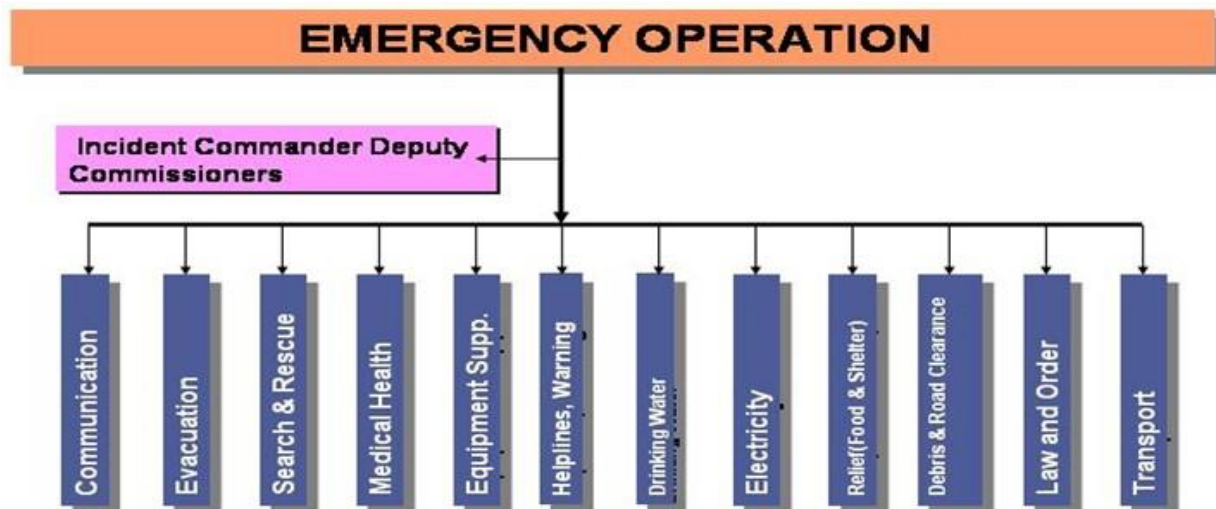 EMERGENCY OPERATION
Incident Commander Deputy
Commissioners
Communication
Evacuation
Search & Rescue
Medical Health
Equipment Supp.
Helplines, Warning
Drinking Water
Electricity
Relief(Food & Shelter)
Debris & Road Clearance
Law and Order
Transport